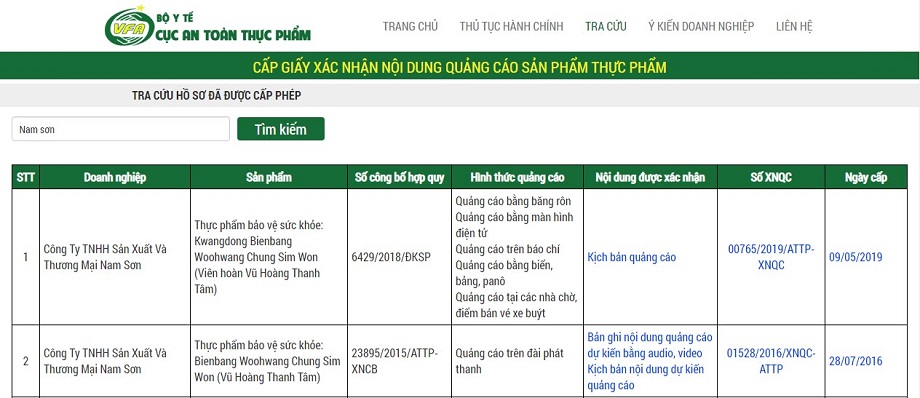 BỘ Y TẾ
VFA
CỤC AN TOÀN THỰC PHẨM
TRANG CHỦ THỦ TỤC HÀNH CHÍNH TRA CỨU Ý KIẾN DOANH NGHIỆP LIÊN HỆ
CẤP GIẤY XÁC NHẬN NỘI DUNG QUẢNG CÁO SẢN PHẨM THỰC PHẨM
TRA CỨU HỒ SƠ ĐÃ ĐƯỢC CẤP PHÉP
Nam sơn
Tìm kiếm
STT Doanh nghiệp Sản phẩm Số công bố hợp quy Hình thức quảng cáo Nội dung được xác nhận Số XNQC Ngày cấp
1
Công Ty TNHH Sản Xuất Và
Thương Mại Nam Sơn
Thực phẩm bảo vệ sức khỏe:
Kwangdong Bienbang
Woohwang Chung Sim Won
(Viên hoàn Vũ Hoàng Thanh
Tâm)
6429/2018/ĐKSP
Quảng cáo bằng băng rôn
Quảng cáo bằng màn hình
điện tử
Quảng cáo trên báo chí
Quảng cáo bằng biển,
bảng, panô
Quảng cáo tại các nhà chờ,
điểm bán vé xe buýt
Kịch bản quảng cáo
00765/2019/ATTP-
XNQC
09/05/2019
2
Công Ty TNHH Sản Xuất Và
Thương Mại Nam Sơn
Thực phẩm bảo vệ sức khỏe:
Bienbang Woohwang Chung Sim
Won (Vũ Hoàng Thanh Tâm)
23895/2015/ATTP-
XNCB
Quảng cáo trên đài phát
thanh
Bản ghi nội dung quảng cáo
dự kiến bằng audio, video
Kịch bản nội dung dự kiến
quảng cáo
01528/2016/XNQC-
ATTP
28/07/2016